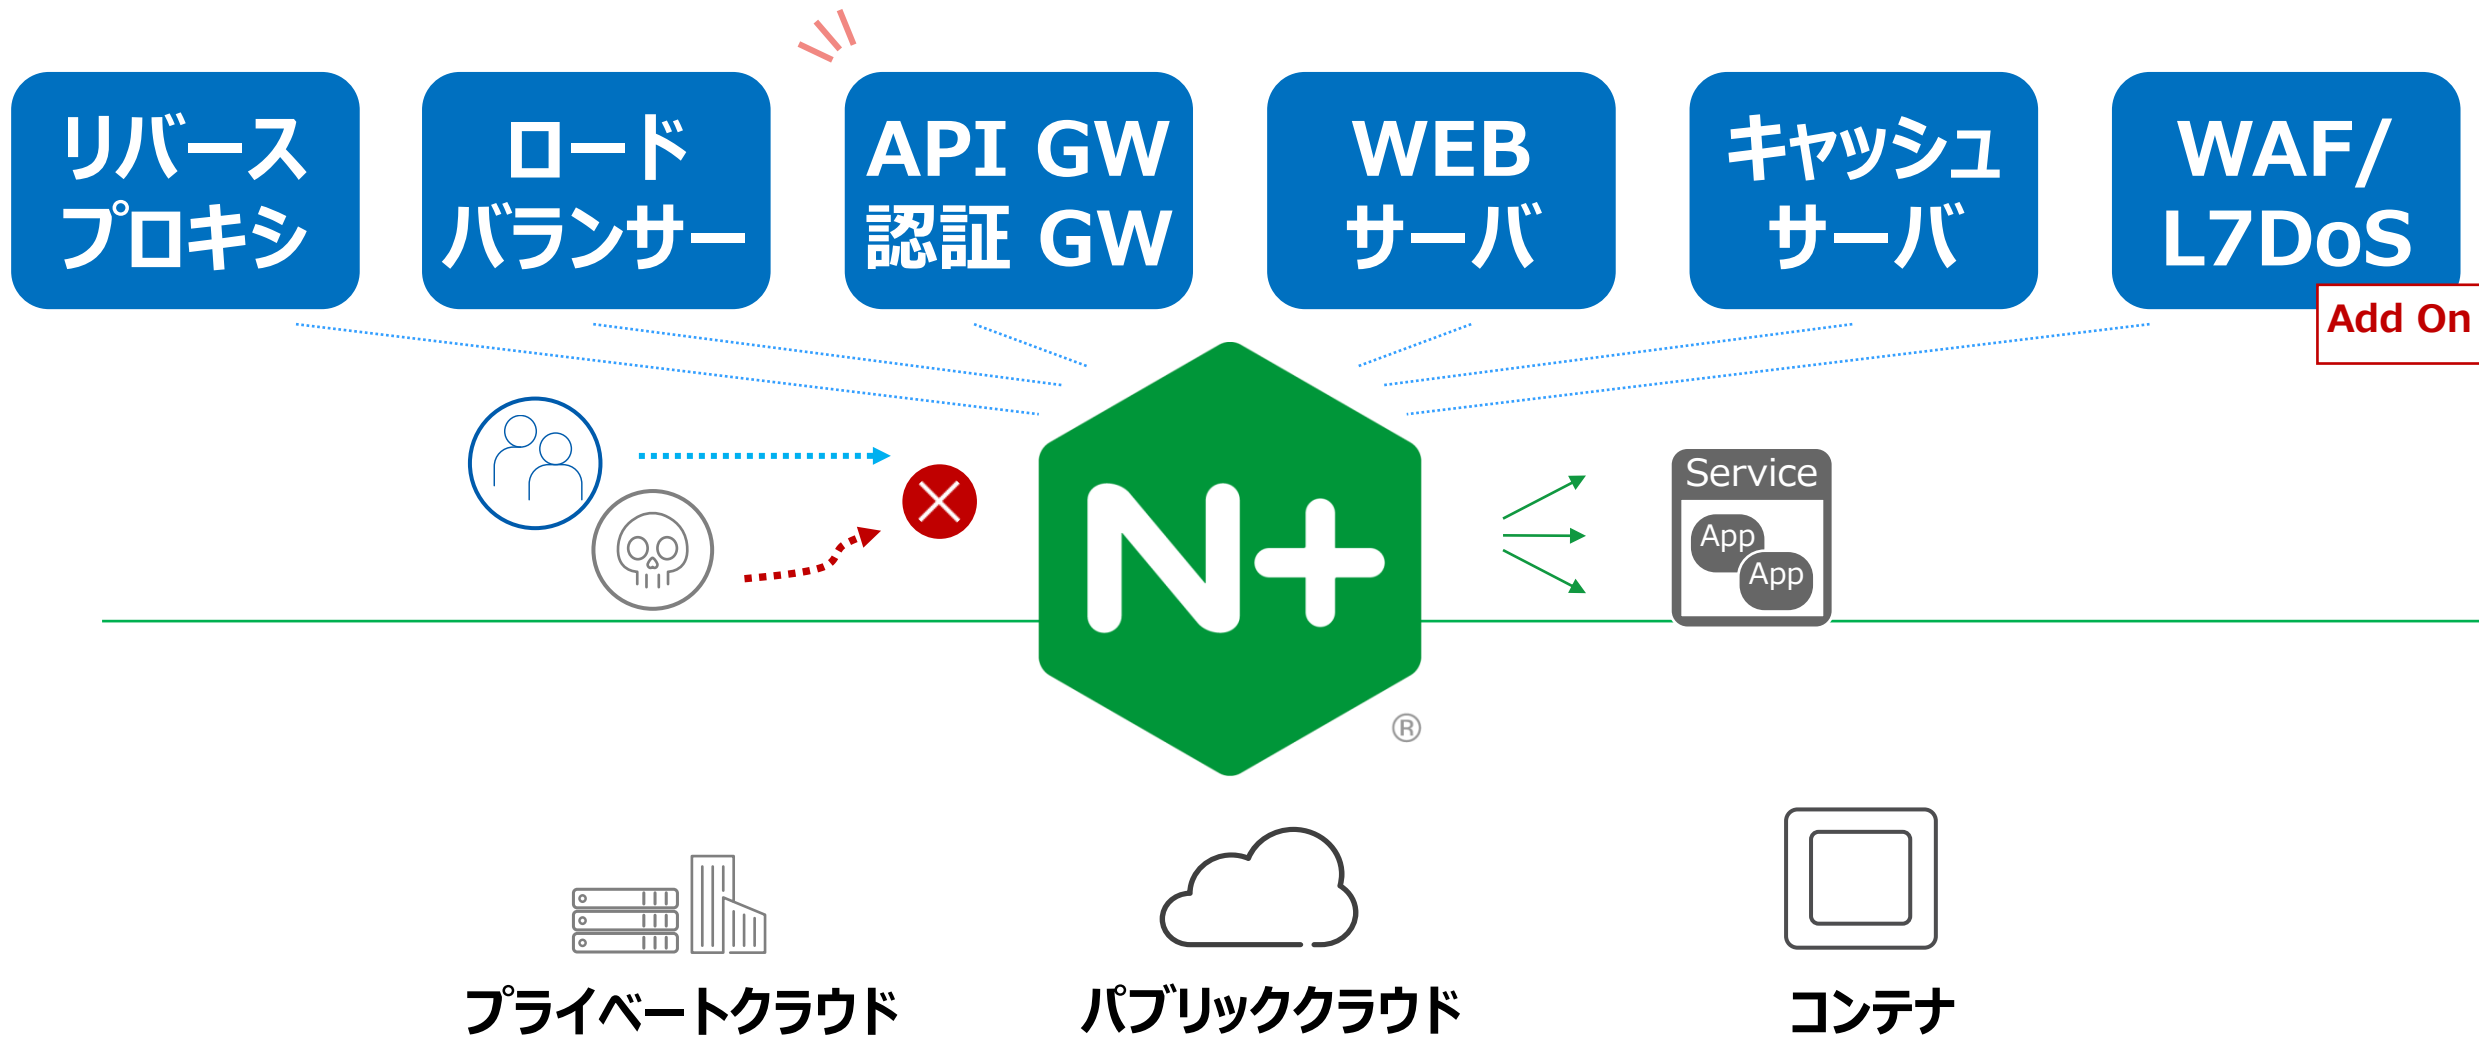 リバース
プロキシ
ロード
バランサー
API GW
認証 GW
WEB
サーバ
キャッシュ
サーバ
WAF/
L7DoS
Add On
N+
®
Service
App
App
プライベートクラウド
パブリッククラウド
コンテナ